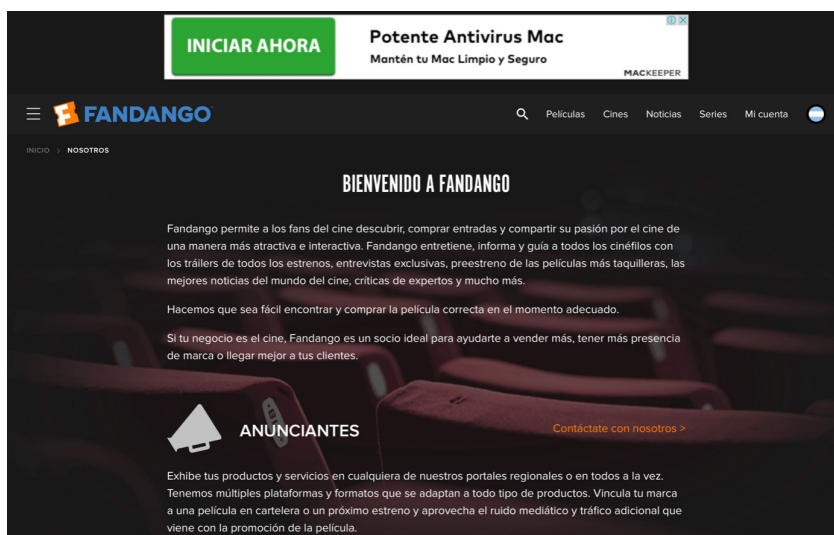 INICIAR AHORA
Potente Antivirus Mac
Mantén tu Mac Limpio y Seguro
MACKEEPER
FANDANGO
Películas Cines Noticias Series Mi cuenta
INICIO > NOSOTROS
BIENVENIDO A FANDANGO
Fandango permite a los fans del cine descubrir, comprar entradas y compartir su pasión por el cine de
una manera más atractiva e interactiva. Fandango entretiene, informa y guía a todos los cinéfilos con
los tráilers de todos los estrenos, entrevistas exclusivas, preestreno de las películas más taquilleras, las
mejores noticias del mundo del cine, críticas de expertos y mucho más.
Hacemos que sea fácil encontrar y comprar la película correcta en el momento adecuado.
Si tu negocio es el cine, Fandango es un socio ideal para ayudarte a vender más, tener más presencia
de marca o llegar mejor a tus clientes.
ANUNCIANTES
Contáctate con nosotros >
Exhibe tus productos y servicios en cualquiera de nuestros portales regionales o en todos a la vez.
Tenemos múltiples plataformas y formatos que se adaptan a todo tipo de productos. Vincula tu marca
a una película en cartelera o un próximo estreno y aprovecha el ruido mediático y tráfico adicional que
viene con la promoción de la película.